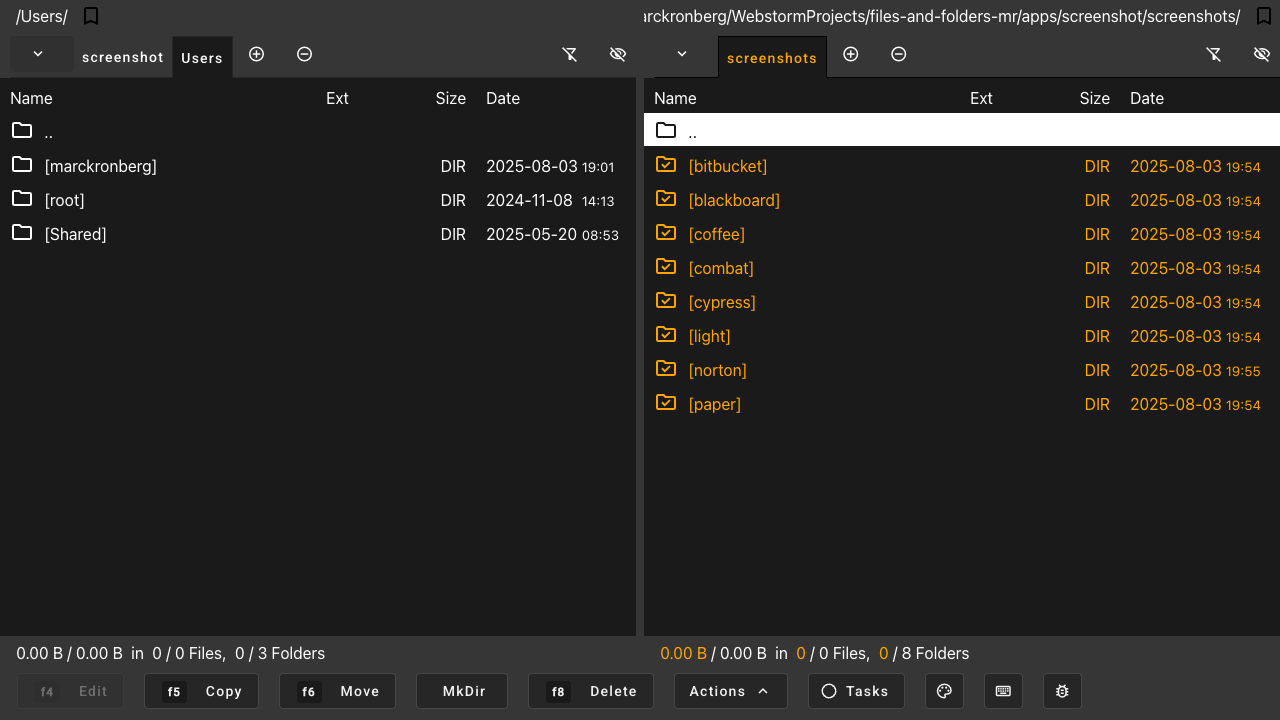 /Users/
screenshot Users
Name Ext Size Date
..
[marckronberg] DIR 2025-08-03 19:01
[root] DIR 2024-11-08 14:13
[Shared] DIR 2025-05-20 08:53
0.00 B / 0.00 B in 0 / 0 Files, 0 / 3 Folders
arckronberg/WebstormProjects/files-and-folders-mr/apps/screenshot/screenshots/
screenshots
Name Ext Size Date
..
[bitbucket] DIR 2025-08-03 19:54
[blackboard] DIR 2025-08-03 19:54
[coffee] DIR 2025-08-03 19:54
[combat] DIR 2025-08-03 19:54
[cypress] DIR 2025-08-03 19:54
[light] DIR 2025-08-03 19:54
[norton] DIR 2025-08-03 19:55
[paper] DIR 2025-08-03 19:54
0.00 B / 0.00 B in 0 / 0 Files, 0 / 8 Folders
f4 Edit f5 Copy f6 Move MkDir f8 Delete Actions Tasks